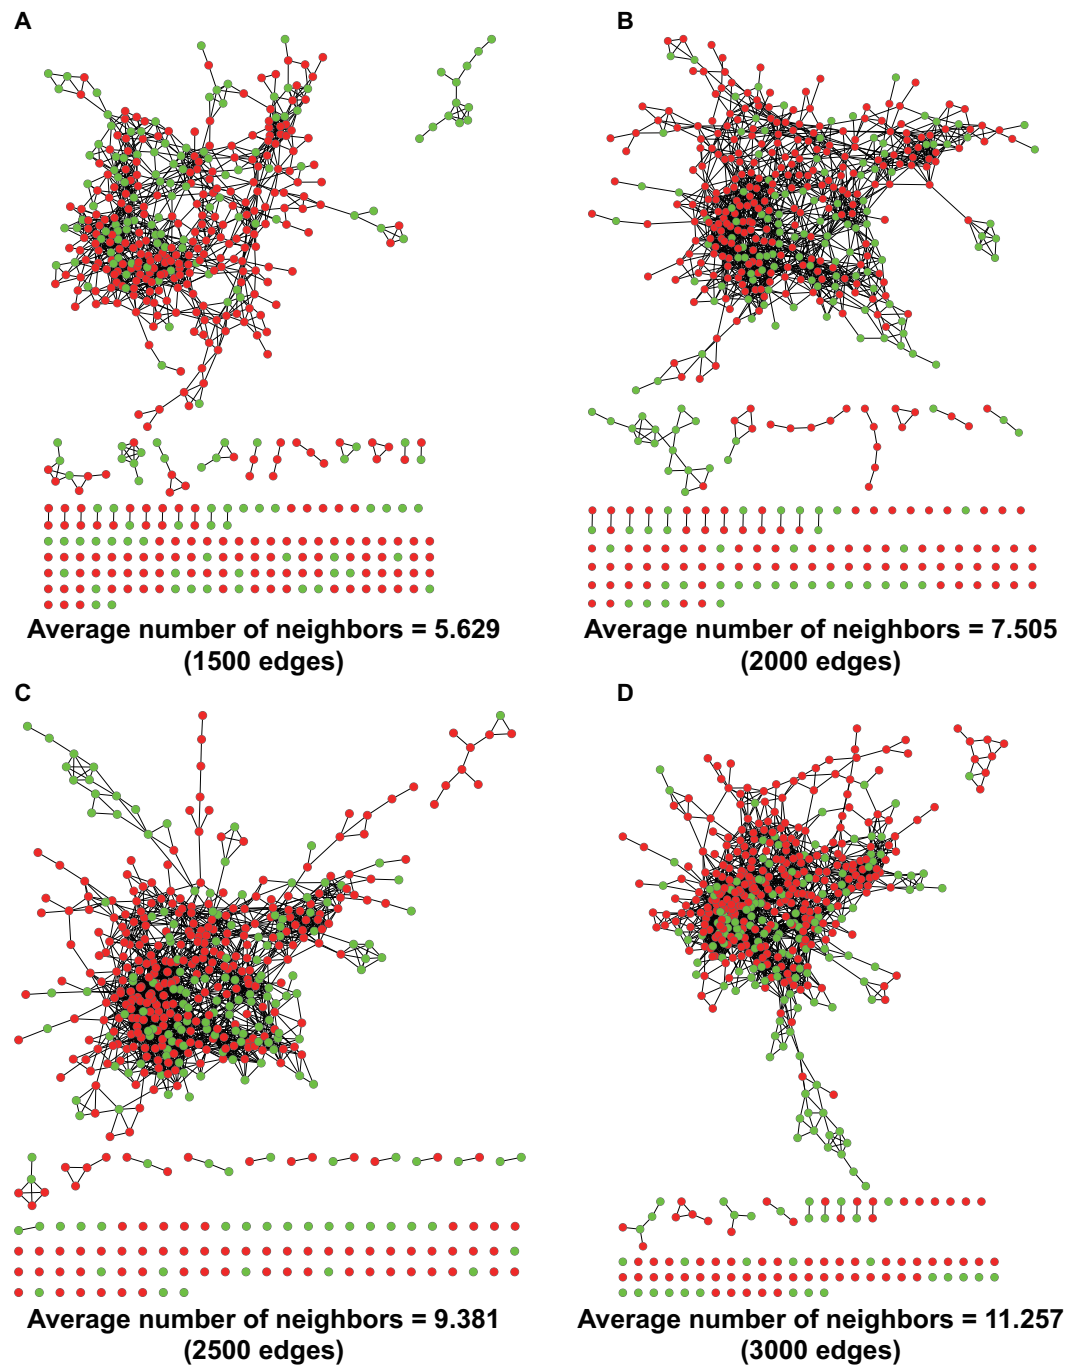 A
B
Average number of neighbors = 5.629
(1500 edges)
Average number of neighbors = 7.505
(2000 edges)
C
D
Average number of neighbors = 9.381
(2500 edges)
Average number of neighbors = 11.257
(3000 edges)